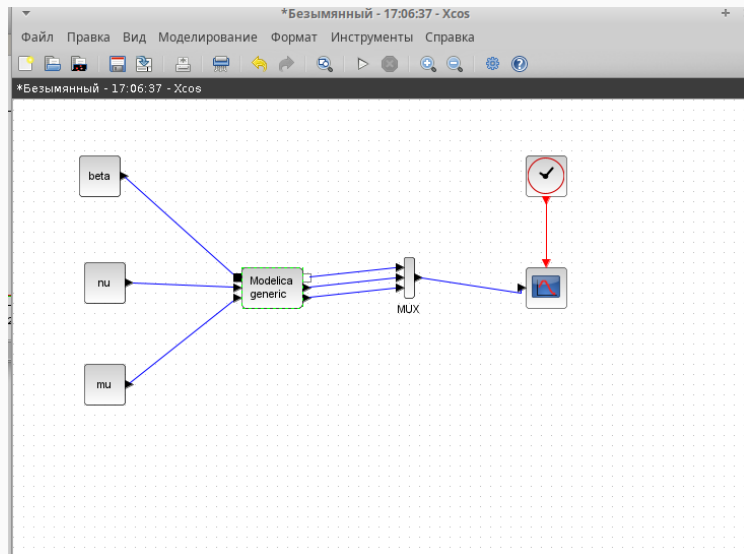 *Безымянный - 17:06:37 - Xcos
Файл Правка Вид Моделирование Формат Инструменты Справка
*Безымянный - 17:06:37 - Xcos
beta
nu
Modelica
generic
MUX
mu
2